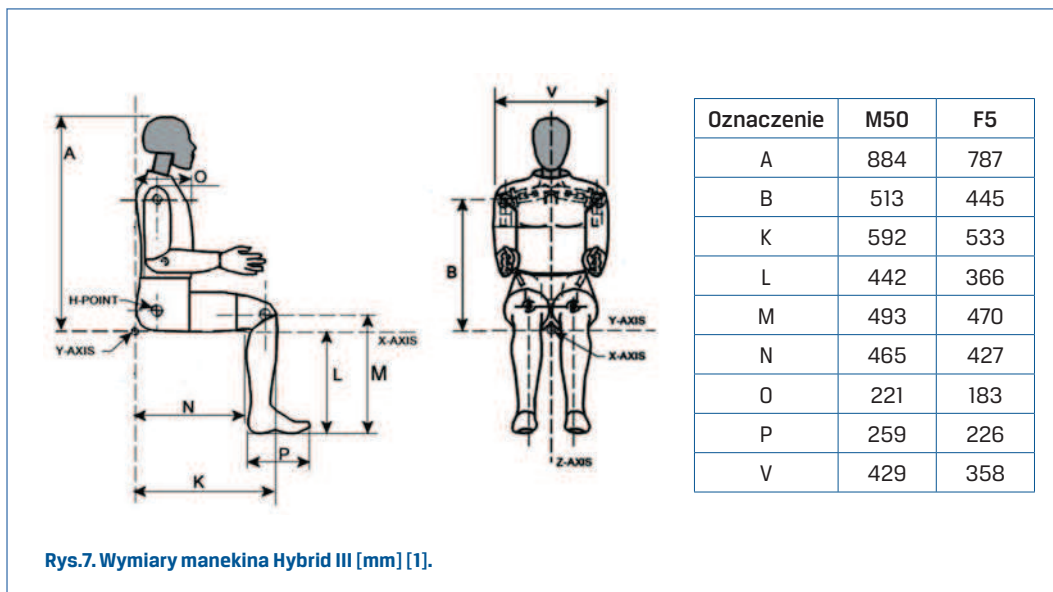 A
O
H-POINT
Y-AXIS
X-AXIS
N
L
M
P
K
V
B
Y-AXIS
X-AXIS
Z-AXIS
Oznaczenie M50 F5
A 884 787
B 513 445
K 592 533
L 442 366
M 493 470
N 465 427
O 221 183
P 259 226
V 429 358
Rys.7. Wymiary manekina Hybrid III [mm] [1].